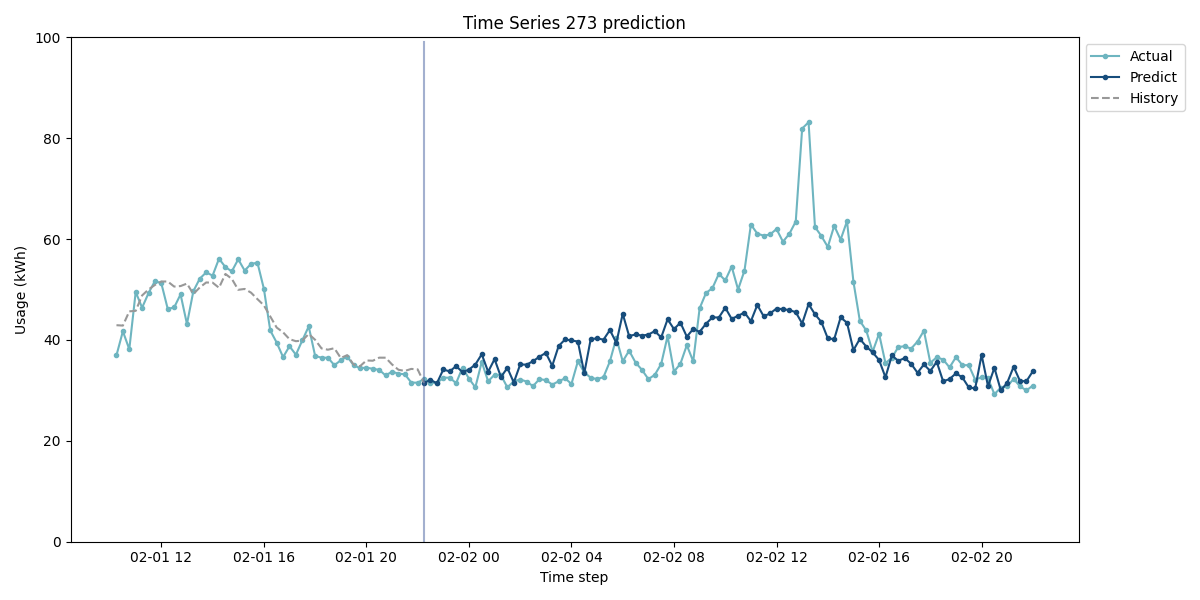 Time Series 273 prediction
100
80
60
40
20
0
Usage (kWh)
02-01 12
02-01 16
02-01 20
02-02 00
02-02 04
02-02 08
02-02 12
02-02 16
02-02 20
Time step
Actual
Predict
History